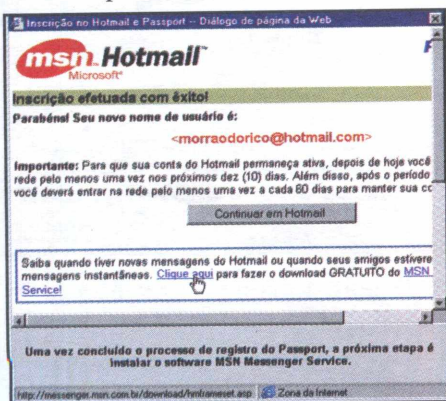 Inscrição no Hotmail e Passport -- Diálogo de página da Web
msn Hotmail
Microsoft
Inscrição efetuada com êxito!
Parabéns! Seu novo nome de usuário é:
<morraodorico@hotmail.com>
Importante: Para que sua conta do Hotmail permaneça ativa, depois de hoje você
rede pelo menos uma vez nos próximos dez (10) dias. Além disso, após o período
você deverá entrar na rede pelo menos uma vez a cada 60 dias para manter sua co
Continuar em Hotmail
Saiba quando tiver novas mensagens do Hotmail ou quando seus amigos estivere
mensagens instantâneas. Clique aqui para fazer o download GRATUITO do MSN
Service!
Uma vez concluído o processo de registro do Passport, a próxima etapa é
instalar o software MSN Messenger Service.
http://messenger.msn.com.br/download/hmframeset.asp Zona da Internet